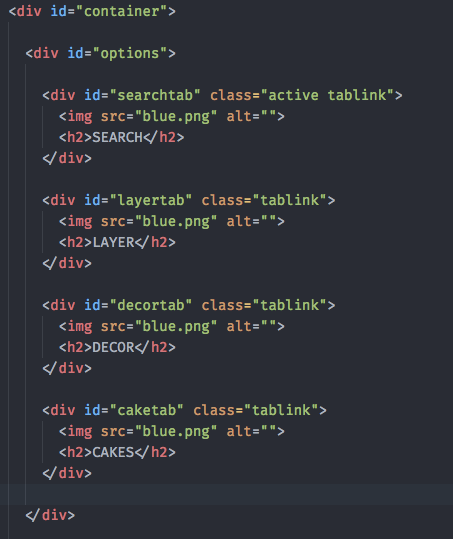 <div id="container">
<div id="options">
<div id="searchtab" class="active tablink">
<img src="blue.png" alt="">
<h2>SEARCH</h2>
</div>
<div id="layertab" class="tablink">
<img src="blue.png" alt="">
<h2>LAYER</h2>
</div>
<div id="decortab" class="tablink">
<img src="blue.png" alt="">
<h2>DECOR</h2>
</div>
<div id="caketab" class="tablink">
<img src="blue.png" alt="">
<h2>CAKES</h2>
</div>
</div>